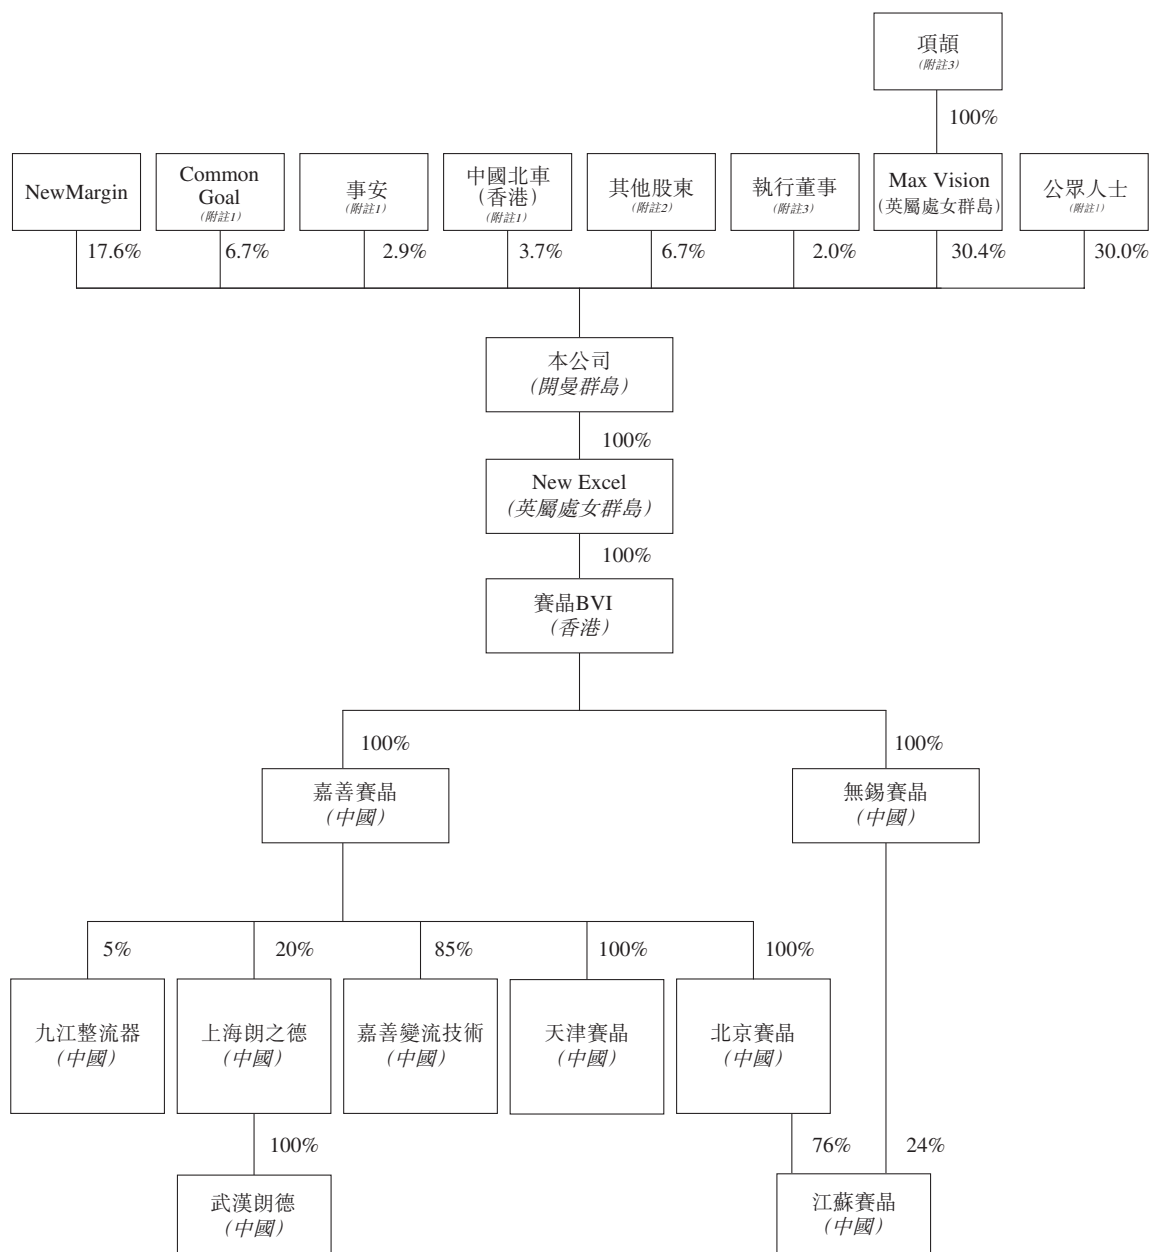 項頡
(附註3)
100%
NewMargin
Common
Goal
(附註1)
事安
(附註1)
中國北車
(香港)
(附註1)
其他股東
(附註2)
執行董事
(附註3)
Max Vision
(英屬處女群島)
公眾人士
(附註1)
17.6%
6.7%
2.9%
3.7%
6.7%
2.0%
30.4%
30.0%
本公司
(開曼群島)
100%
New Excel
(英屬處女群島)
100%
賽晶BVI
(香港)
100%
100%
嘉善賽晶
(中國)
無錫賽晶
(中國)
5%
20%
85%
100%
100%
九江整流器
(中國)
上海朗之德
(中國)
嘉善變流技術
(中國)
天津賽晶
(中國)
北京賽晶
(中國)
100%
76%
24%
武漢朗德
(中國)
江蘇賽晶
(中國)